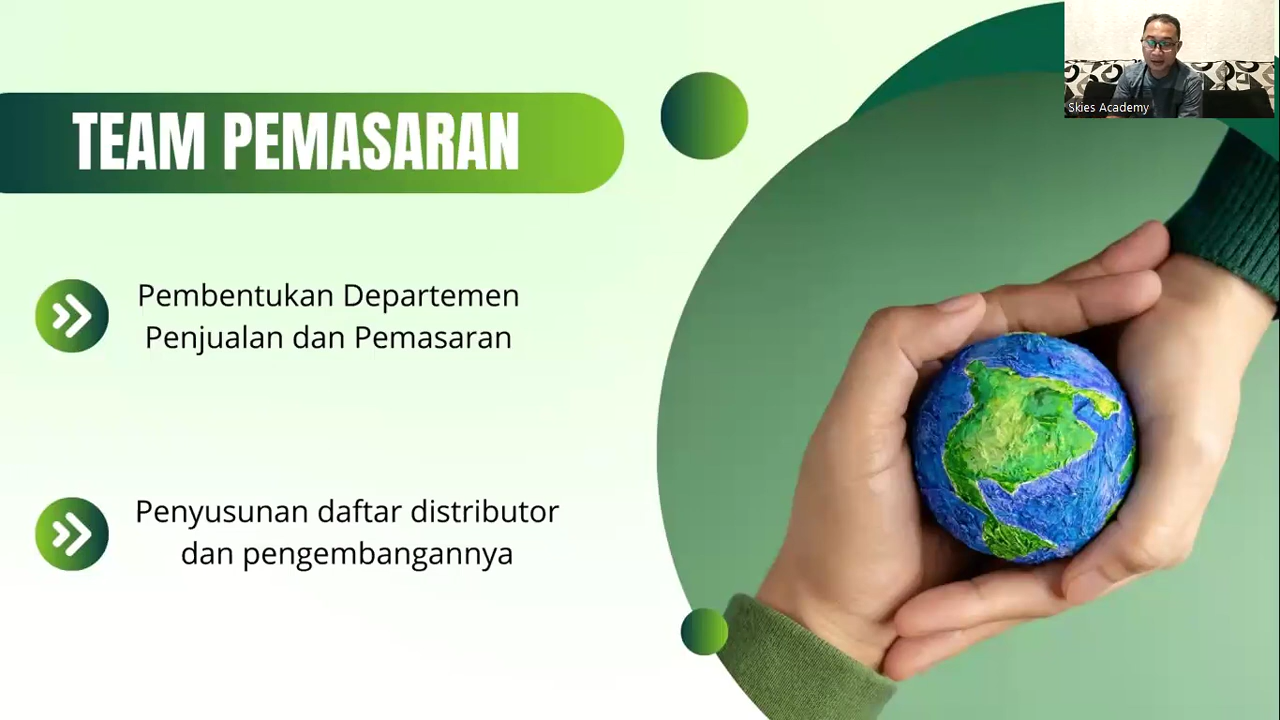 TEAM PEMASARAN
Pembentukan Departemen
Penjualan dan Pemasaran
Penyusunan daftar distributor
dan pengembangannya
Skies Academy